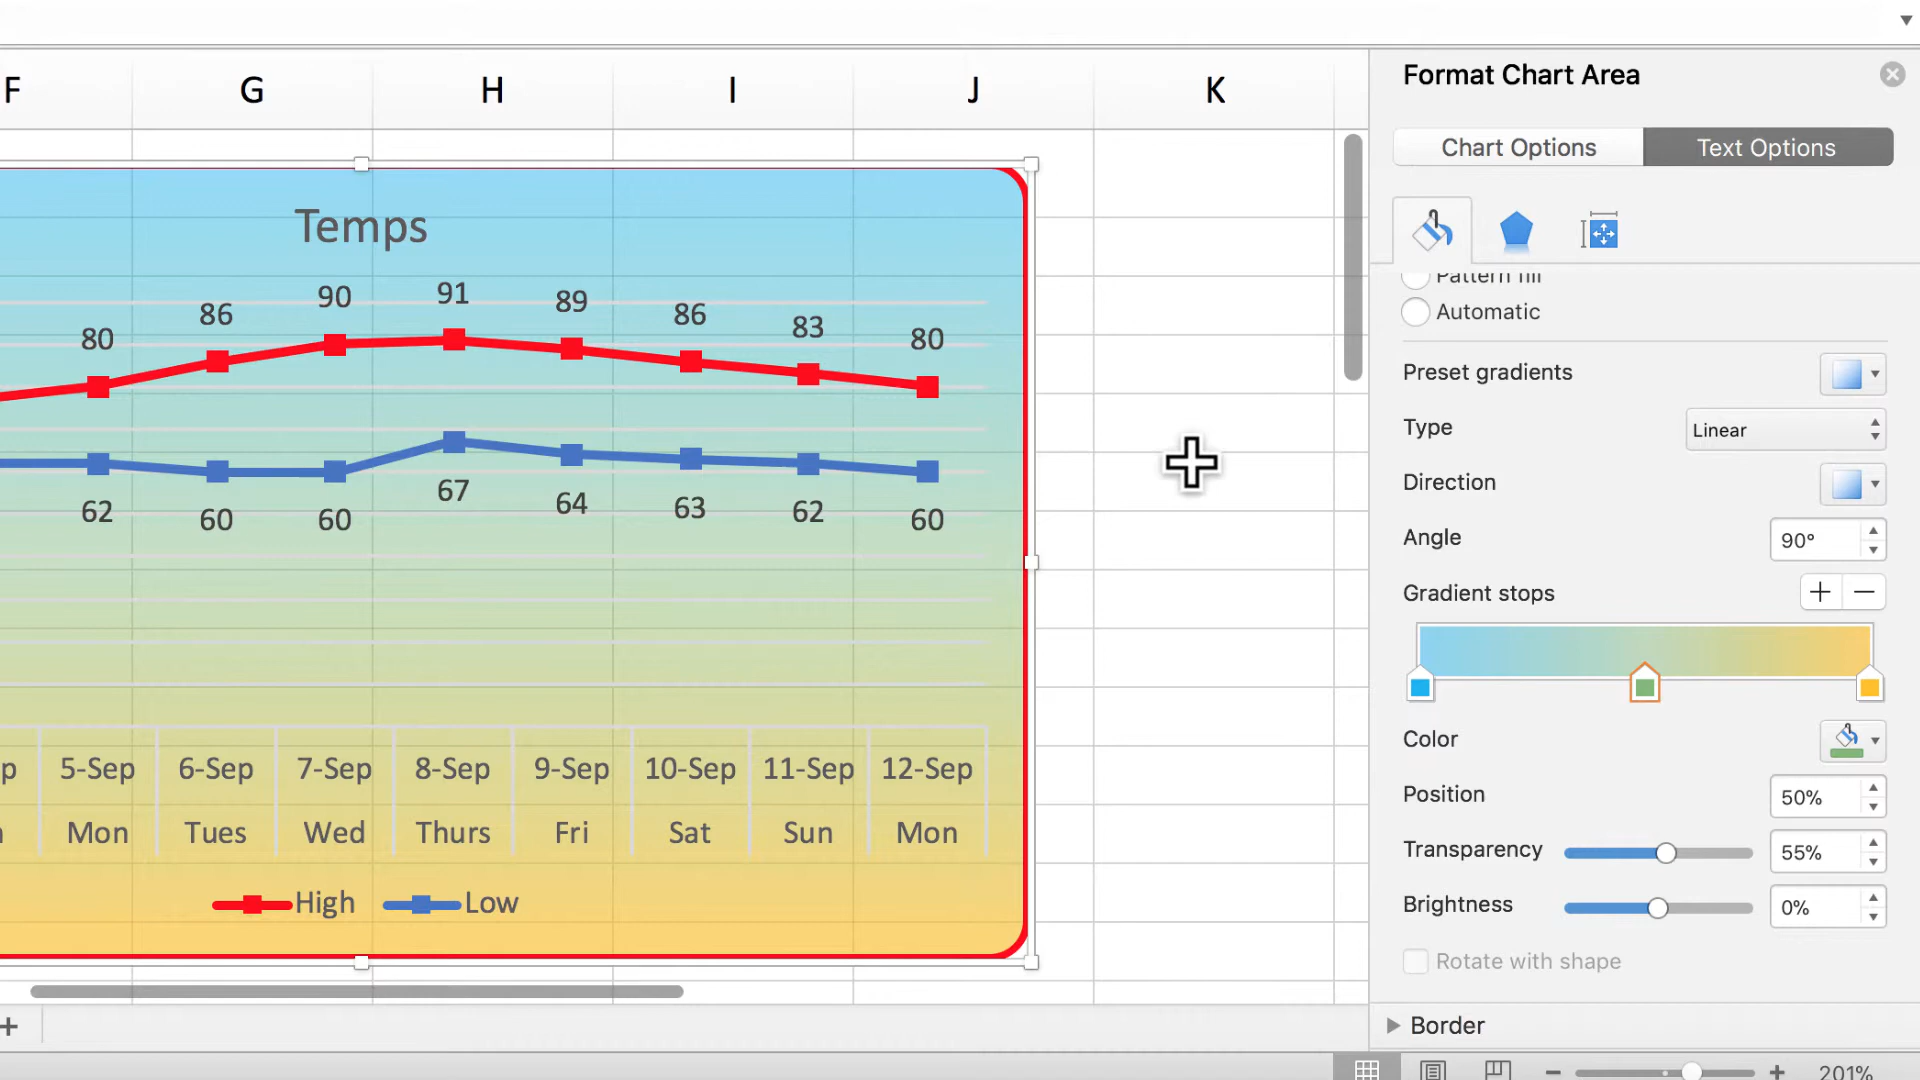 F G H I J K
Format Chart Area
Chart Options Text Options
Pattern fill
Automatic
Preset gradients
Type Linear
Direction
Angle 90°
Gradient stops
Color
Position 50%
Transparency 55%
Brightness 0%
Rotate with shape
Border
Temps
80 86 90 91 89 86 83 80
62 60 60 67 64 63 62 60
p 5-Sep 6-Sep 7-Sep 8-Sep 9-Sep 10-Sep 11-Sep 12-Sep
Mon Tues Wed Thurs Fri Sat Sun Mon
High Low
201%